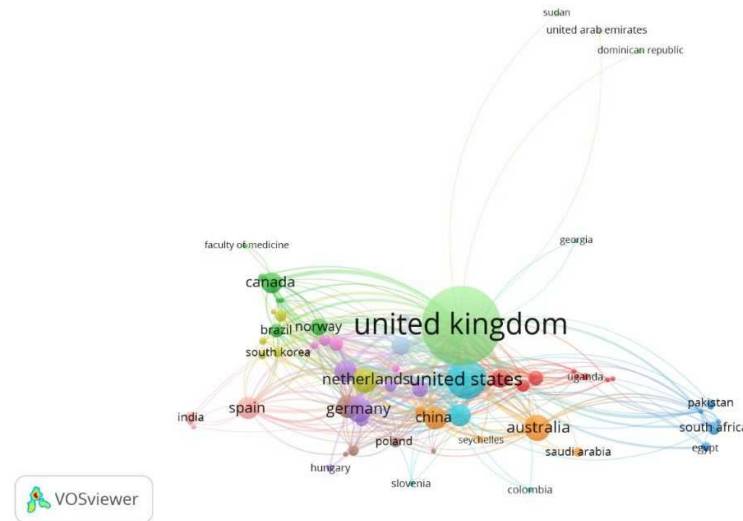 sudan
united arab emirates
dominican republic
faculty of medicine
georgia
canada
brazil norway
united kingdom
south korea
netherlands united states
uganda
india
spain
germany
china
australia
pakistan
south africa
poland
seychelles
saudi arabia
egypt
hungary
slovenia
colombia
VOSviewer